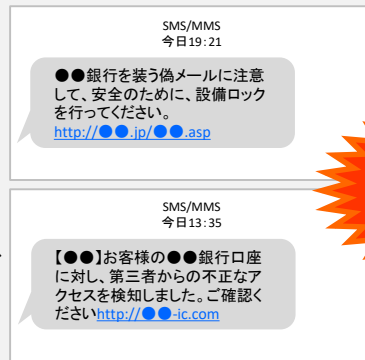 SMS/MMS
今日19：21
●●銀行を装う偽メールに注意
して、安全のために、設備ロック
を行ってください。
http://●●.jp/●●.asp
SMS/MMS
今日13：35
【●●】お客様の●●銀行口座
に対し、第三者からの不正なア
クセスを検知しました。ご確認く
ださいhttp://●●-ic.com